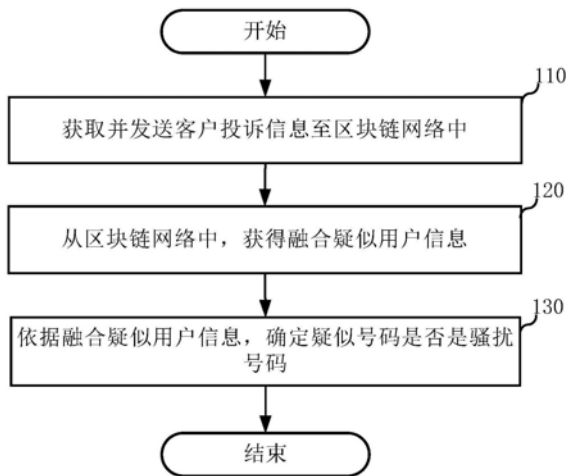 开始
110
获取并发送客户投诉信息至区块链网络中
120
从区块链网络中，获得融合疑似用户信息
130
依据融合疑似用户信息，确定疑似号码是否是骚扰
号码
结束